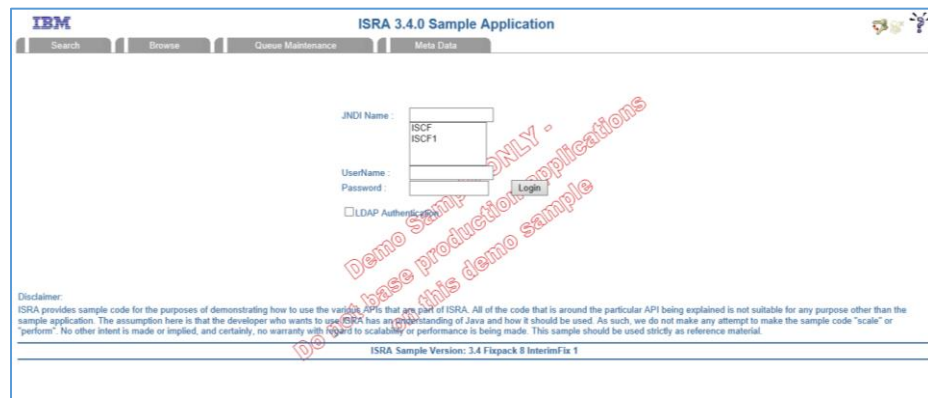 IBM
ISRA 3.4.0 Sample Application
Search Browse Queue Maintenance Meta Data
JNDI Name :
ISCF
ISCF1
UserName :
Password :
Login
LDAP Authentication
Demo Sample ONLY -
Do not base production applications
on this demo sample
Disclaimer:
ISRA provides sample code for the purposes of demonstrating how to use the various APIs that are part of ISRA. All of the code that is around the particular API being explained is not suitable for any purpose other than the
sample application. The assumption here is that the developer who wants to use ISRA has an understanding of Java and how it should be used. As such, we do not make any attempt to make the sample code "scale" or
"perform". No other intent is made or implied, and certainly, no warranty with regard to scalability or performance is being made. This sample should be used strictly as reference material.
ISRA Sample Version: 3.4 Fixpack 8 InterimFix 1